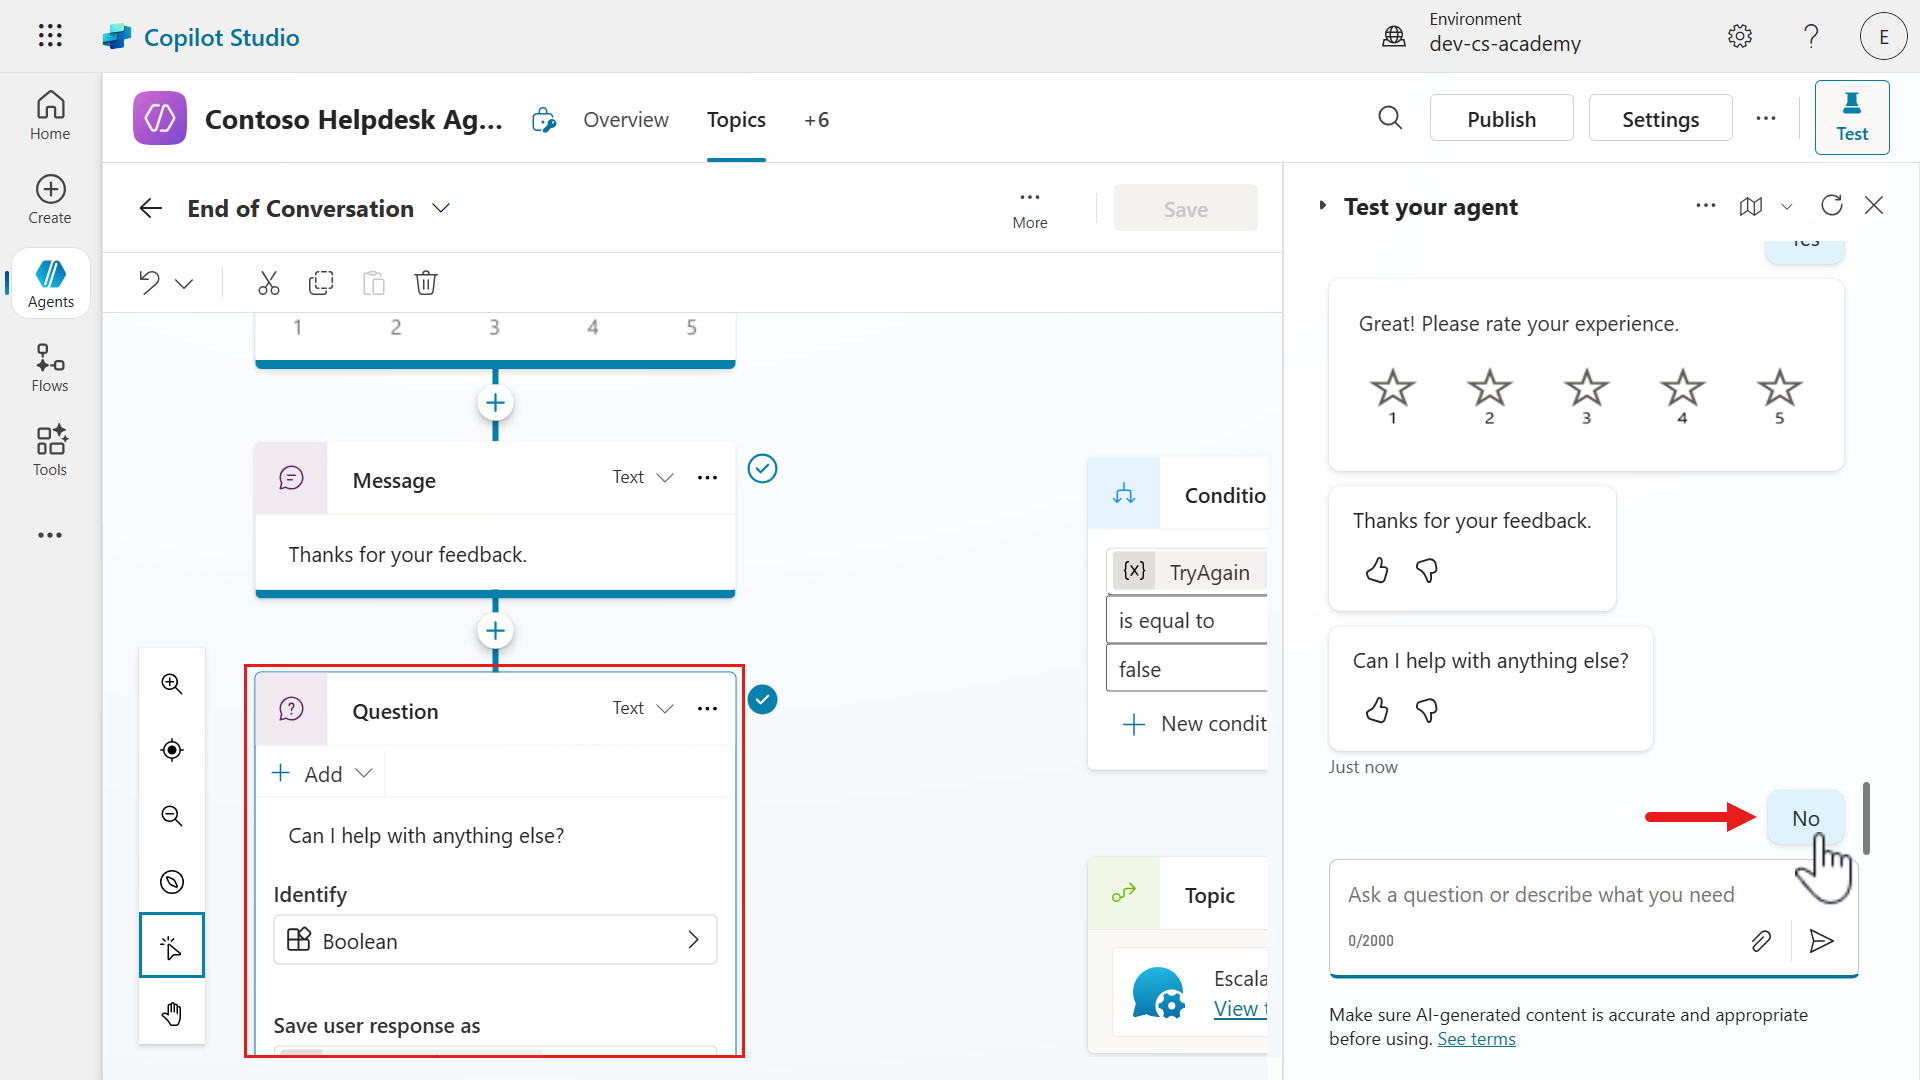 Copilot Studio
Environment
dev-cs-academy
E
Home
Create
Agents
Flows
Tools
Contoso Helpdesk Ag...
Overview
Topics
+6
Publish
Settings
Test
End of Conversation
More
Save
1 2 3 4 5
Message
Text
Thanks for your feedback.
Question
Text
Add
Can I help with anything else?
Identify
Boolean
Save user response as
Conditio
{x} TryAgain
is equal to
false
New condit
Topic
Escala
View t
Test your agent
Yes
Great! Please rate your experience.
1 2 3 4 5
Thanks for your feedback.
Can I help with anything else?
Just now
No
Ask a question or describe what you need
0/2000
Make sure AI-generated content is accurate and appropriate
before using. See terms